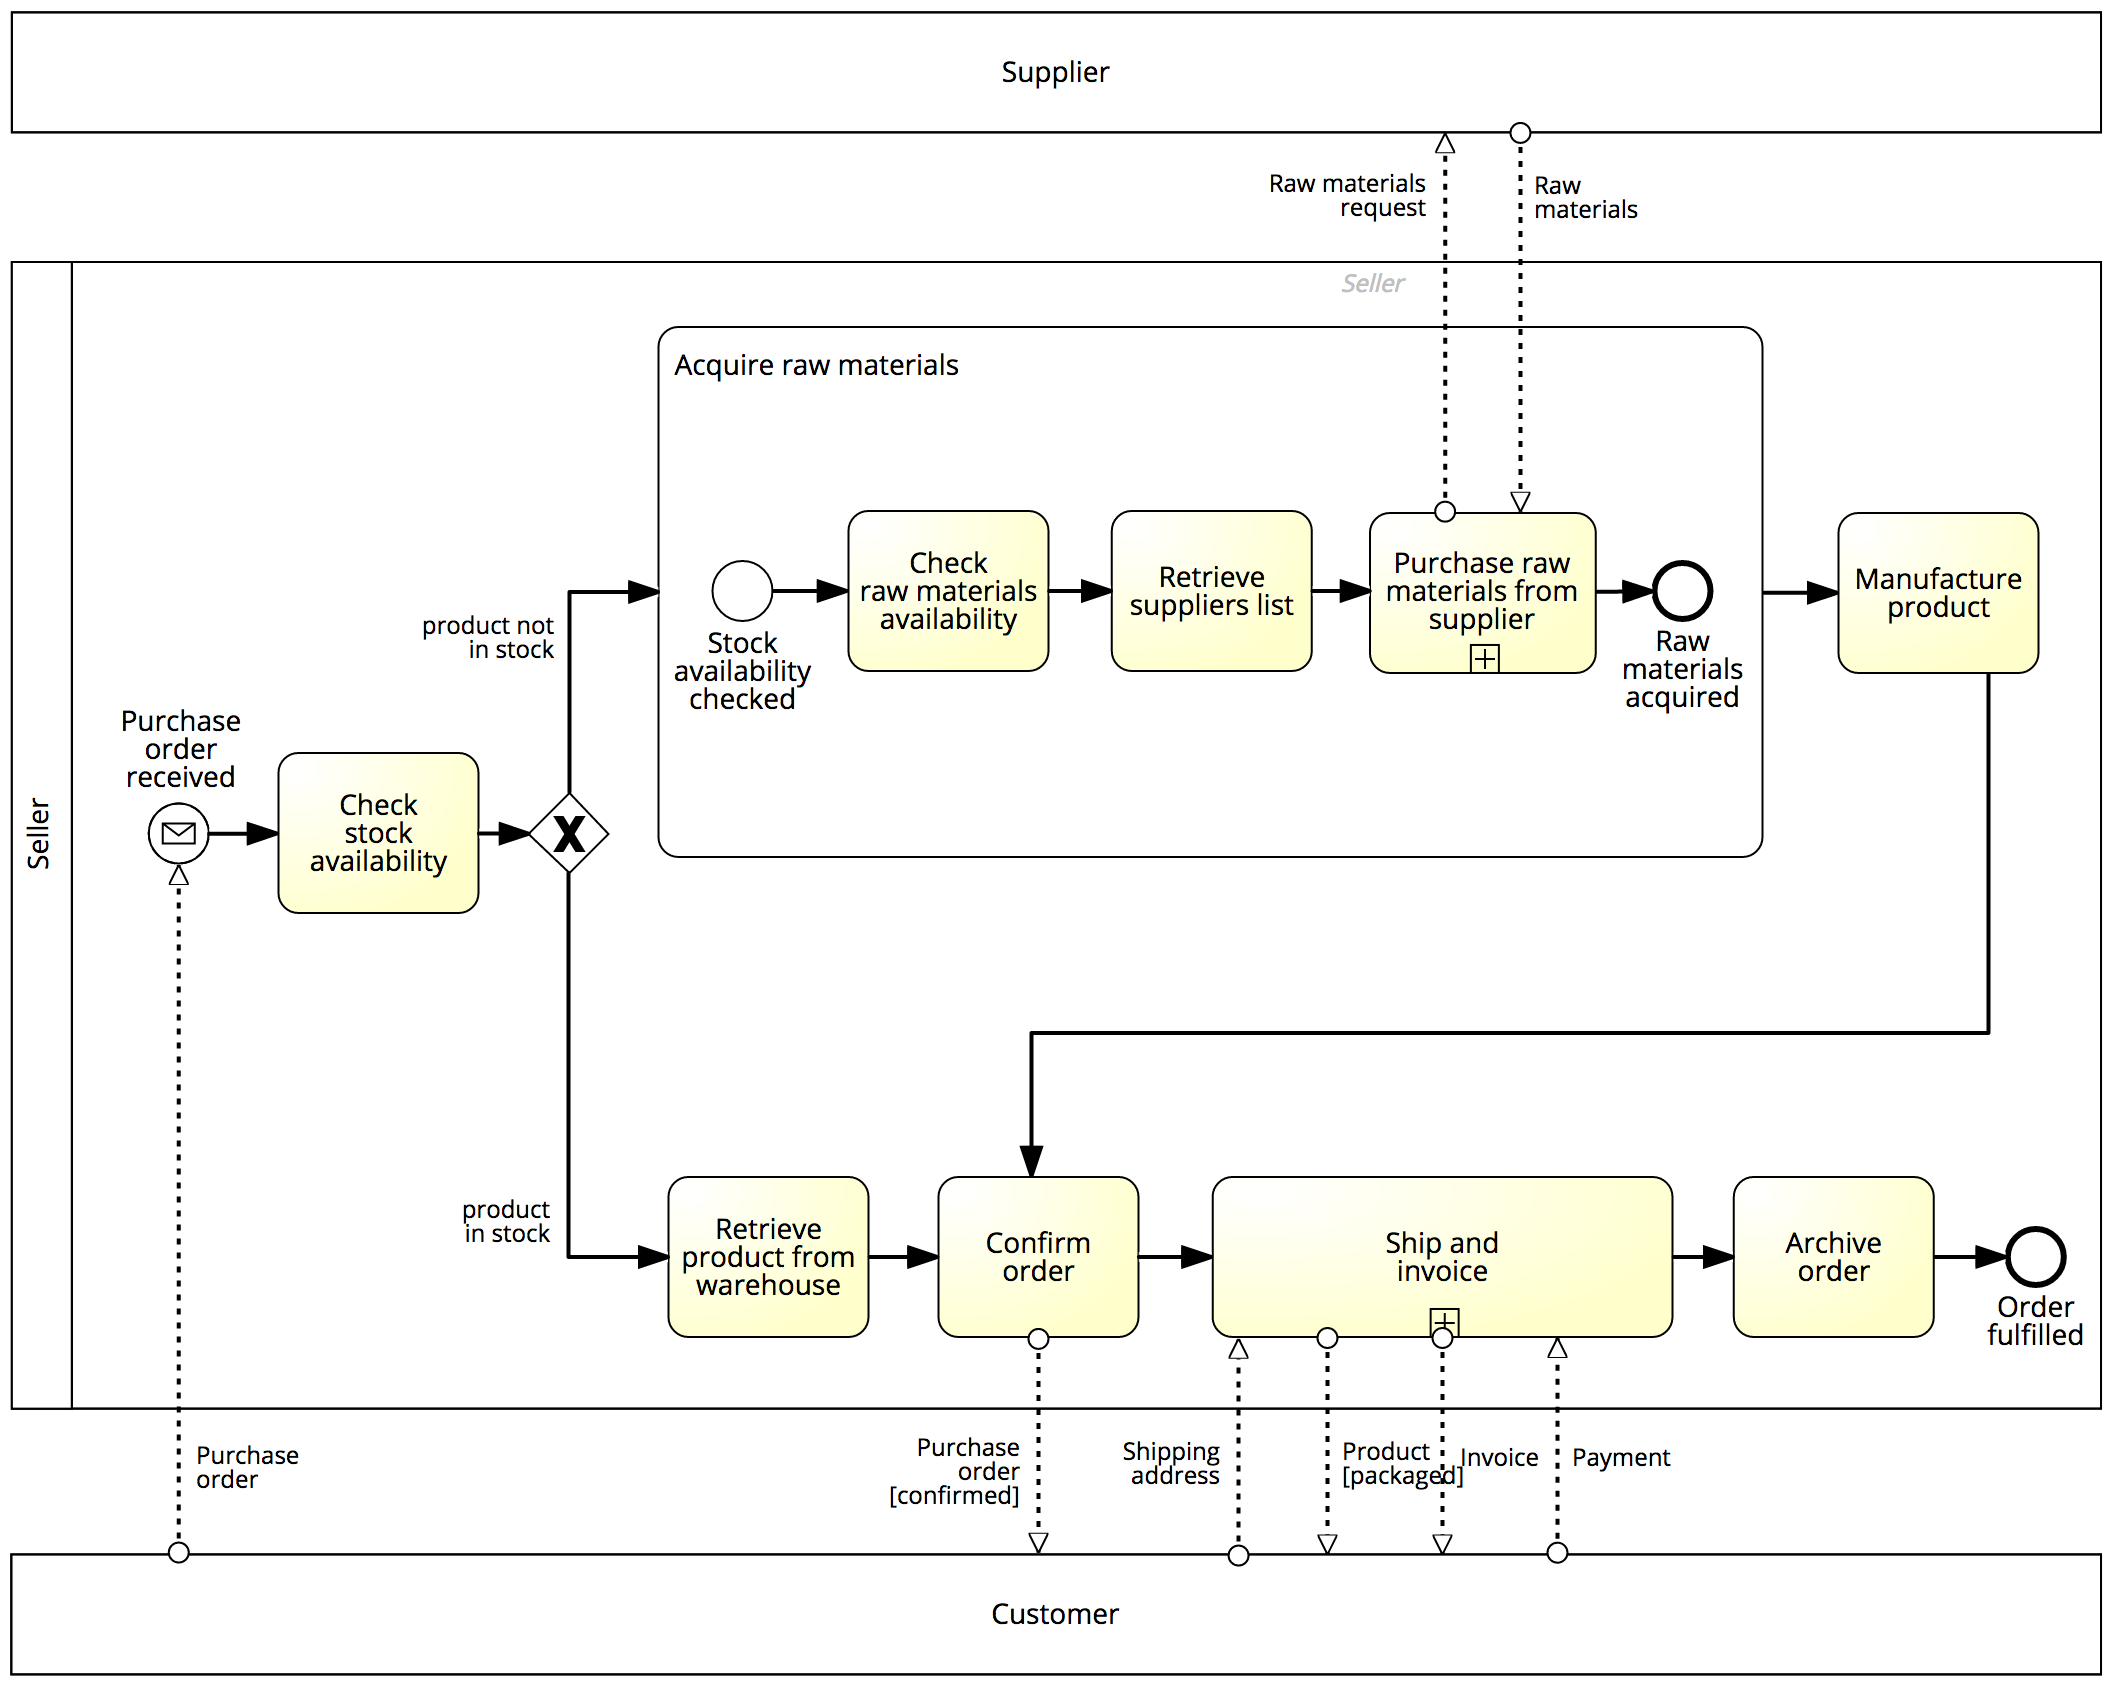 Supplier
Raw materials
request
Raw
materials
Seller
Seller
Acquire raw materials
product not
in stock
Stock
availability
checked
Check
raw materials
availability
Retrieve
suppliers list
Purchase raw
materials from
supplier
Raw
materials
acquired
Manufacture
product
Purchase
order
received
Check
stock
availability
X
product
in stock
Retrieve
product from
warehouse
Confirm
order
Ship and
invoice
Archive
order
Order
fulfilled
Purchase
order
Purchase
order
[confirmed]
Shipping
address
Product
[packaged]
Invoice
Payment
Customer